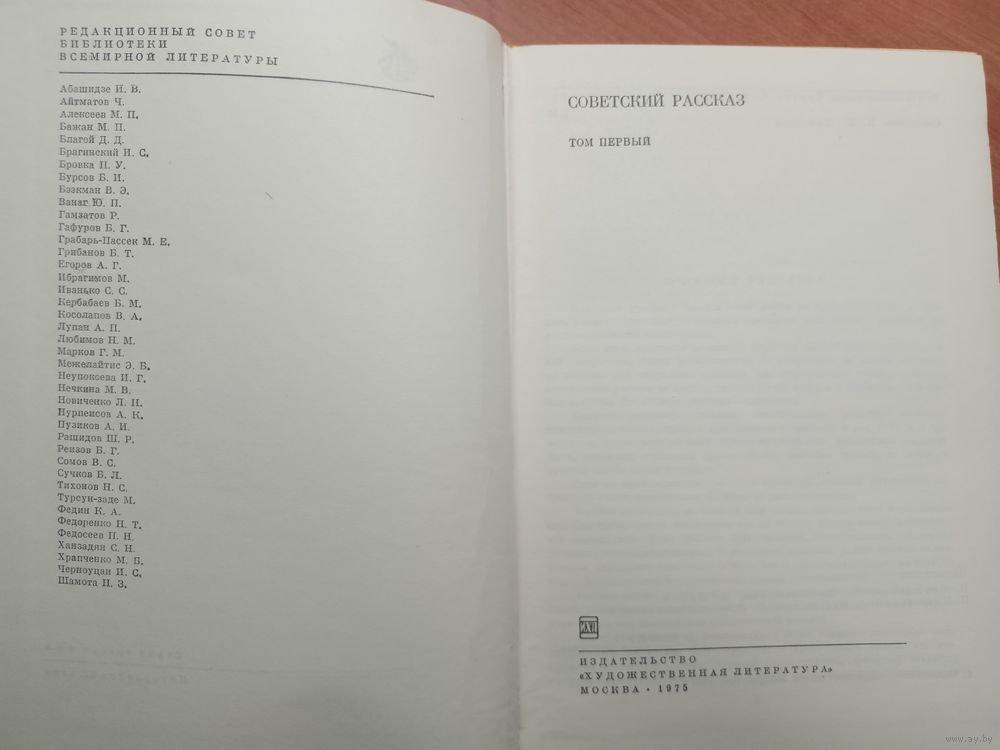 РЕДАКЦИОННЫЙ СОВЕТ
БИБЛИОТЕКИ
ВСЕМИРНОЙ ЛИТЕРАТУРЫ
Абашидзе И. В.
Айтматов Ч.
Алексеев М. П.
Бажан М. П.
Благой Д. Д.
Брагинский И. С.
Бровка П. У.
Бурсов Б. И.
Бээкман В. Э.
Ванаг Ю. П.
Гамзатов Р.
Гафуров Б. Г.
Грабарь-Пассек М. Е.
Грибанов Б. Т.
Егоров А. Г.
Ибрагимов М.
Иванько С. С.
Кербабаев Б. М.
Косолапов В. А.
Лупан А. П.
Любимов Н. М.
Марков Г. М.
Межелайтис Э. Б.
Неупокоева И. Г.
Нечкина М. В.
Новиченко Л. Н.
Нурпеисов А. К.
Пузиков А. И.
Рашидов Ш. Р.
Реизов Б. Г.
Сомов В. С.
Сучков Б. Л.
Тихонов Н. С.
Турсун-заде М.
Федин К. А.
Федоренко Н. Т.
Федосеев П. Н.
Ханзадян С. Н.
Храпченко М. Б.
Черноуцан И. С.
Шамота Н. З.
СОВЕТСКИЙ РАССКАЗ
ТОМ ПЕРВЫЙ
ИЗДАТЕЛЬСТВО
«ХУДОЖЕСТВЕННАЯ ЛИТЕРАТУРА»
МОСКВА · 1975
www.ay.by